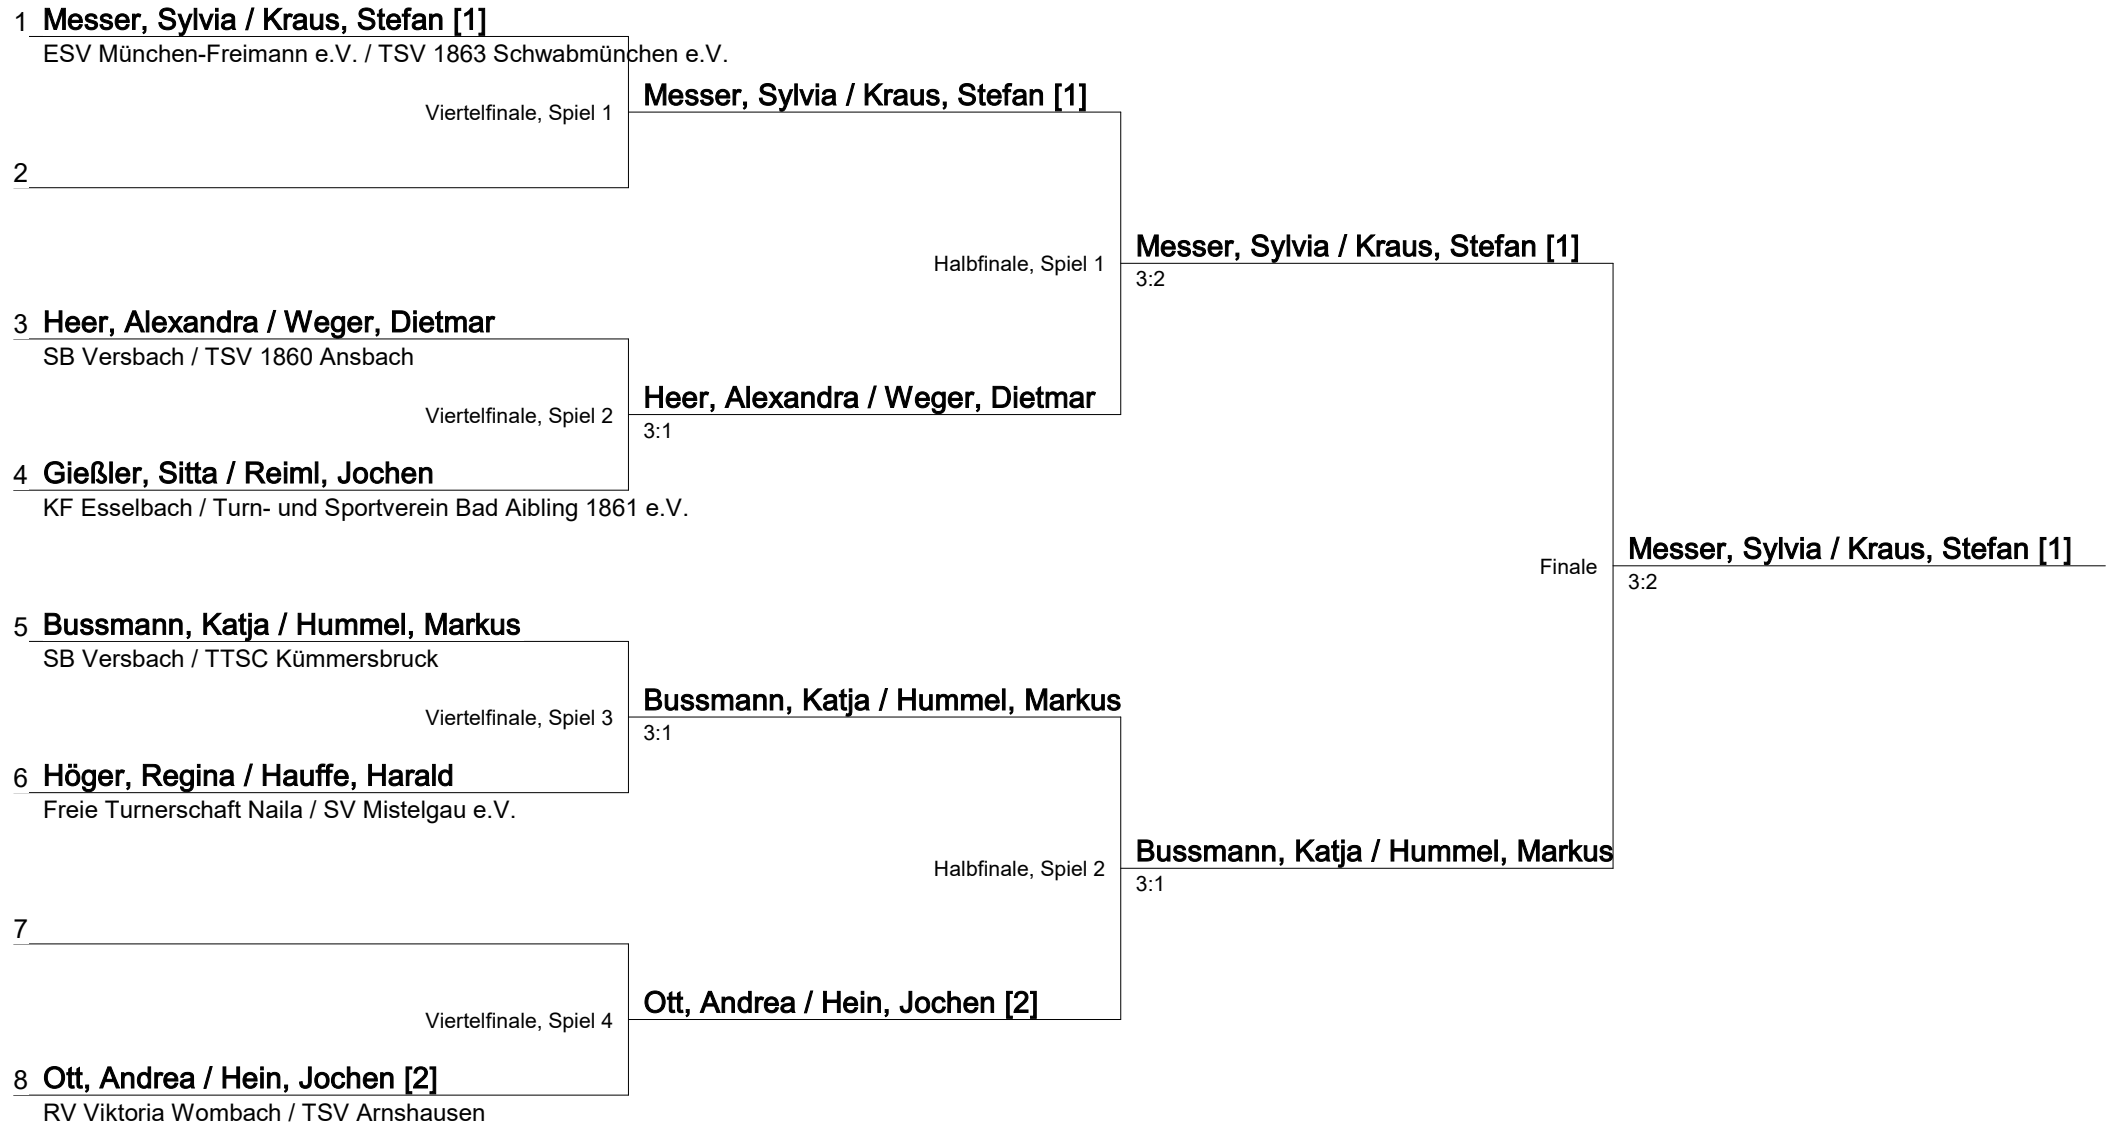 1 Messer, Sylvia / Kraus, Stefan [1]
ESV München-Freimann e.V. / TSV 1863 Schwabmünchen e.V.
Viertelfinale, Spiel 1
Messer, Sylvia / Kraus, Stefan [1]
2
Halbfinale, Spiel 1
Messer, Sylvia / Kraus, Stefan [1]
3:2
3 Heer, Alexandra / Weger, Dietmar
SB Versbach / TSV 1860 Ansbach
Viertelfinale, Spiel 2
Heer, Alexandra / Weger, Dietmar
3:1
4 Gießler, Sitta / Reiml, Jochen
KF Esselbach / Turn- und Sportverein Bad Aibling 1861 e.V.
Finale
Messer, Sylvia / Kraus, Stefan [1]
3:2
5 Bussmann, Katja / Hummel, Markus
SB Versbach / TTSC Kümmersbruck
Viertelfinale, Spiel 3
Bussmann, Katja / Hummel, Markus
3:1
6 Höger, Regina / Hauffe, Harald
Freie Turnerschaft Naila / SV Mistelgau e.V.
Halbfinale, Spiel 2
Bussmann, Katja / Hummel, Markus
3:1
7
Viertelfinale, Spiel 4
Ott, Andrea / Hein, Jochen [2]
8 Ott, Andrea / Hein, Jochen [2]
RV Viktoria Wombach / TSV Arnshausen